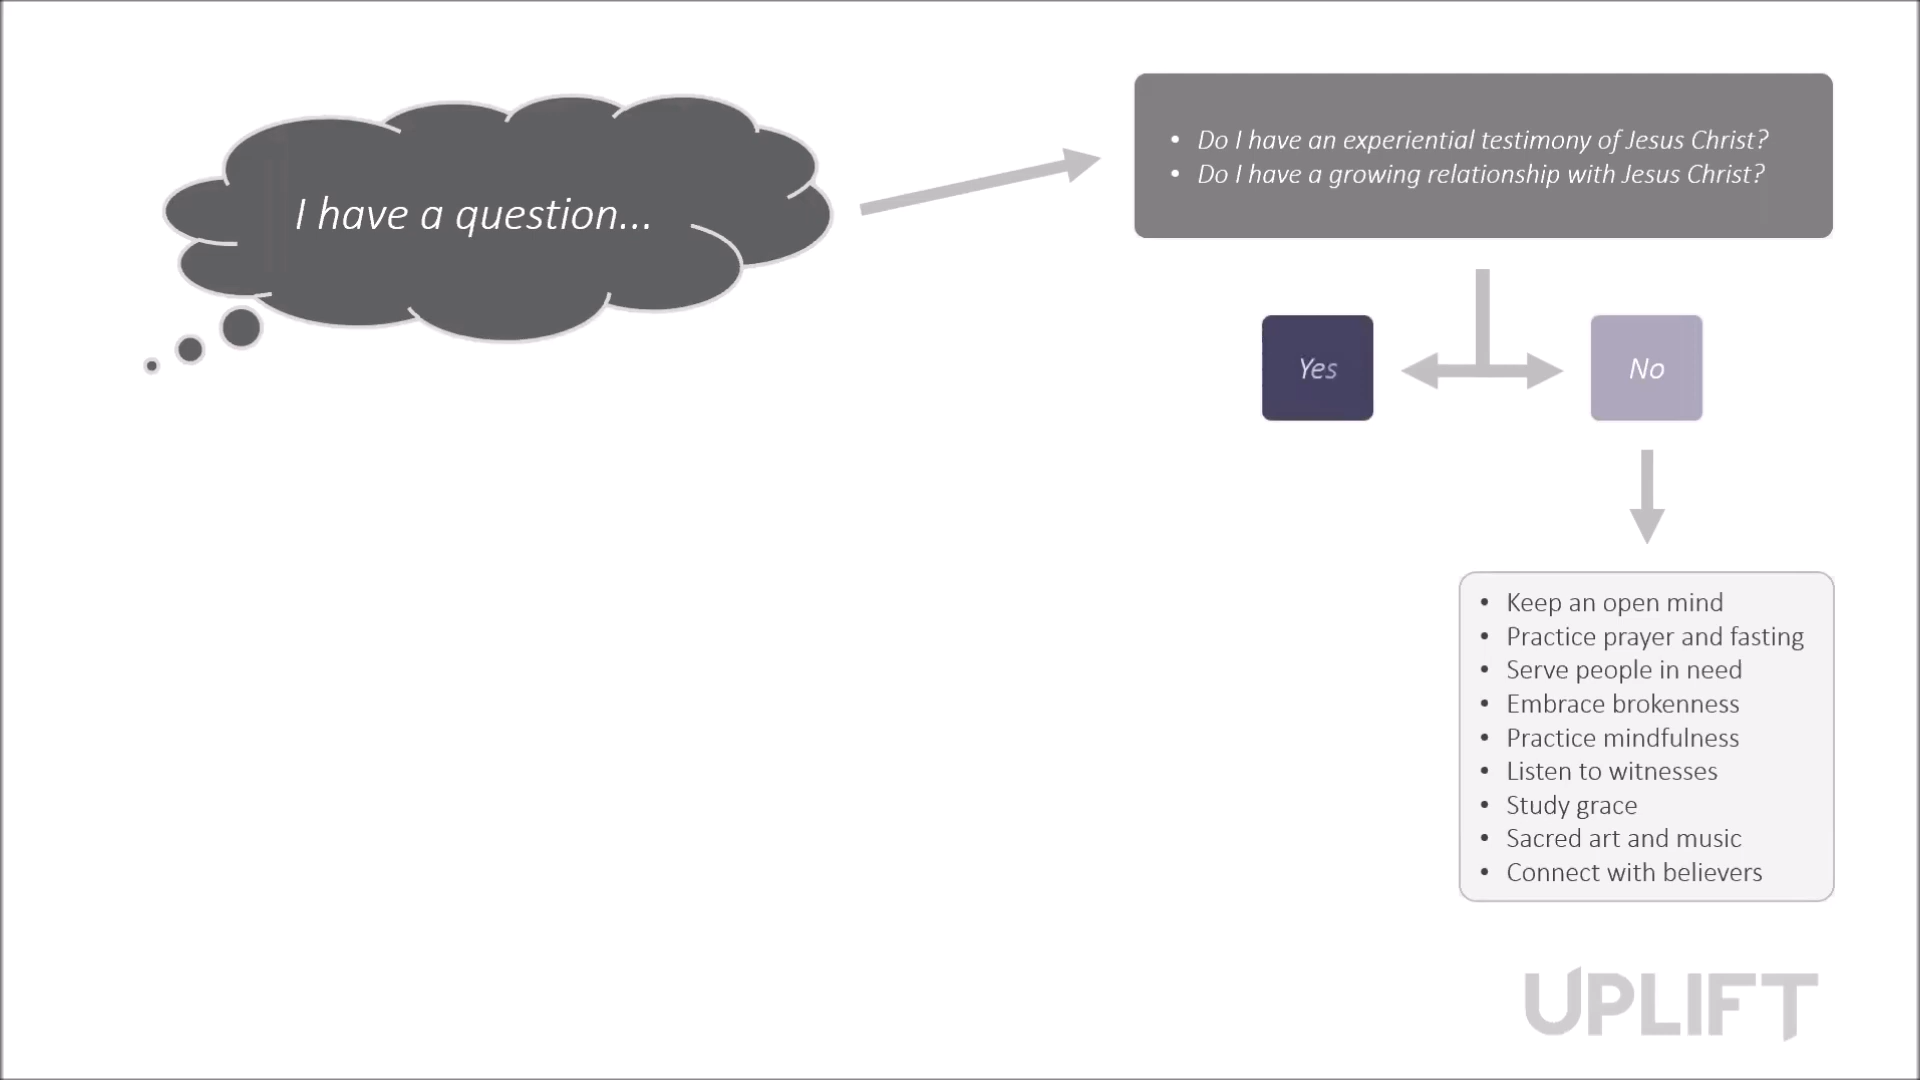 I have a question...
• Do I have an experiential testimony of Jesus Christ?
• Do I have a growing relationship with Jesus Christ?
Yes
No
• Keep an open mind
• Practice prayer and fasting
• Serve people in need
• Embrace brokenness
• Practice mindfulness
• Listen to witnesses
• Study grace
• Sacred art and music
• Connect with believers
UPLIFT